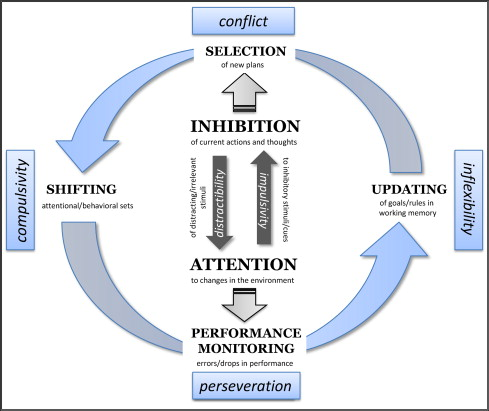 conflict
SELECTION
of new plans
INHIBITION
of current actions and thoughts
of distracting/irrelevant
stimuli
distractibility
impulsivity
to inhibitory stimuli/cues
compulsivity
SHIFTING
attentional/behavioral sets
UPDATING
of goals/rules in
working memory
inflexibility
ATTENTION
to changes in the environment
PERFORMANCE
MONITORING
errors/drops in performance
perseveration